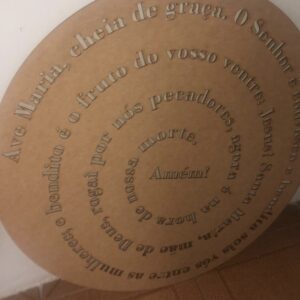 Ave Maria, cheia de graça. O Senhor é convosco, bendita sois vós entre as mulheres; e bendito é o fruto do vosso ventre, Jesus! Santa Maria, mãe de Deus, rogai por nós pecadores, agora é na hora de nossa morte.
Amém!